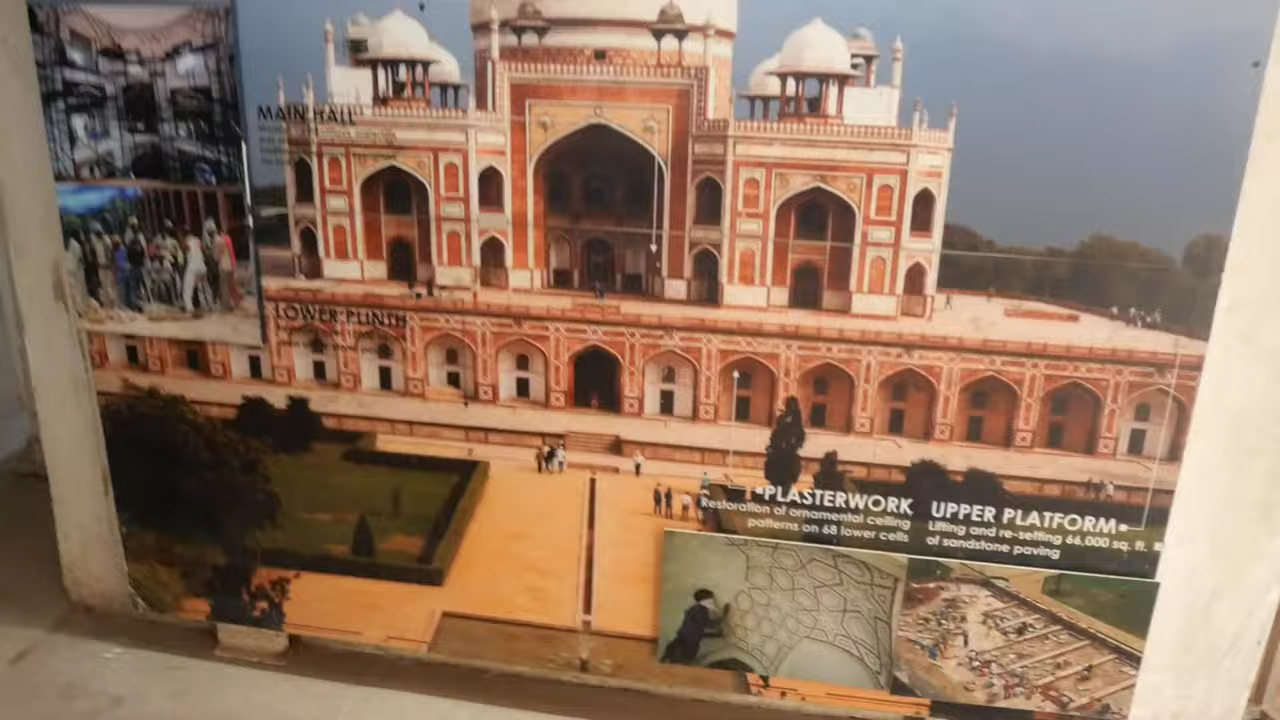 MAIN HALL
LOWER PLINTH
PLASTERWORK
Restoration of ornamental ceiling
patterns on 68 lower cells
UPPER PLATFORM
Lifting and re-setting 66,000 sq. ft.
of sandstone paving